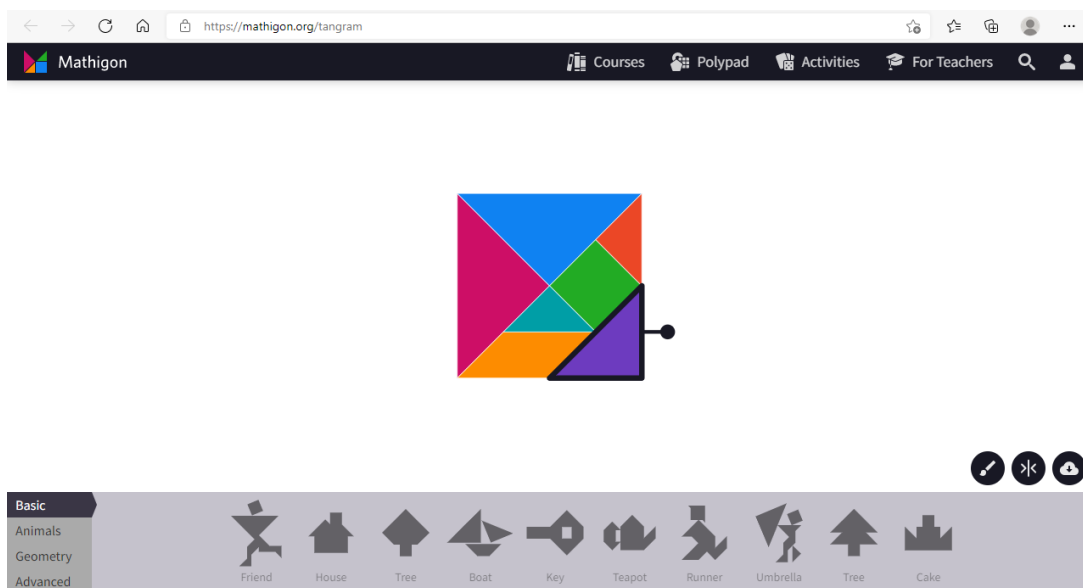 https://mathigon.org/tangram
Mathigon Courses Polypad Activities For Teachers
Basic
Animals
Geometry
Advanced
Friend House Tree Boat Key Teapot Runner Umbrella Tree Cake